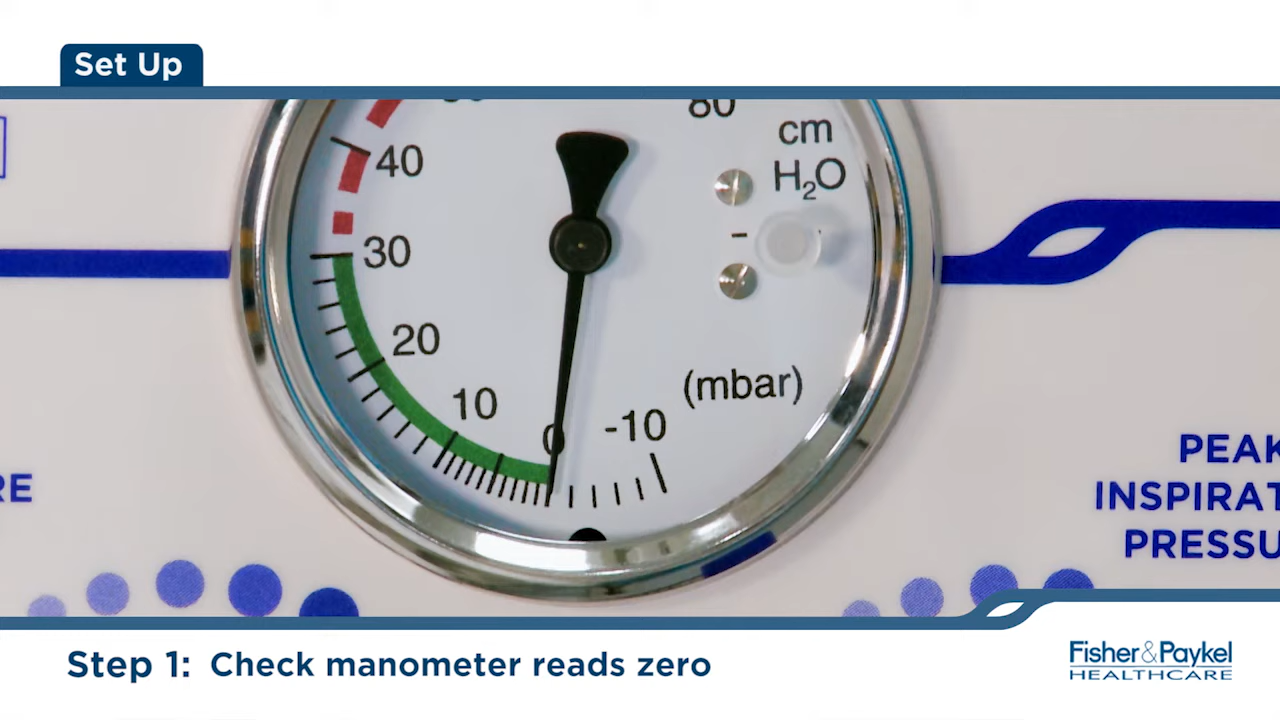 Set Up
80
cm
H₂O
40
30
20
10
0
-10
(mbar)
RE
PEAK
INSPIRAT
PRESSU
Step 1: Check manometer reads zero
Fisher&Paykel
HEALTHCARE